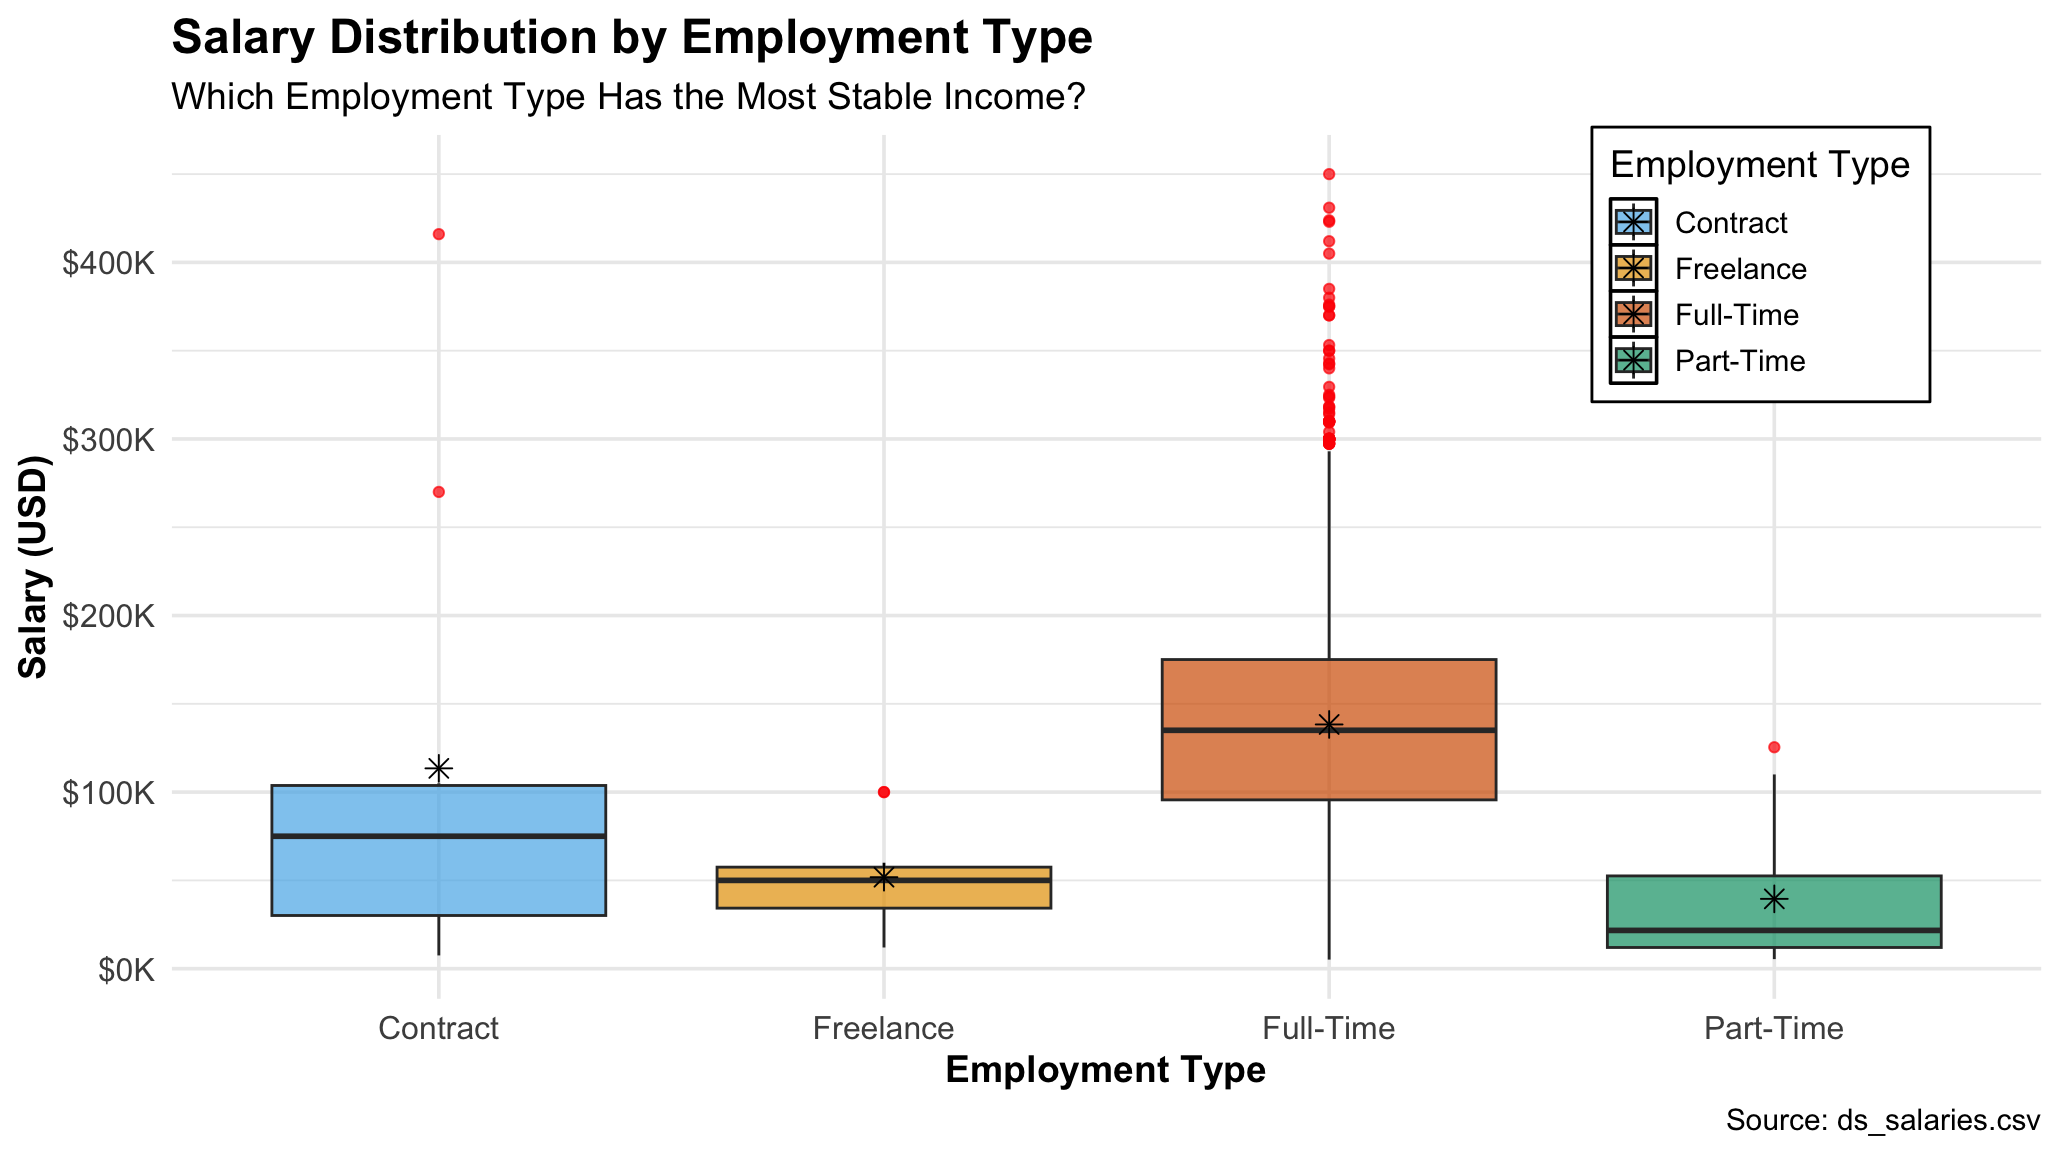 Salary Distribution by Employment Type
Which Employment Type Has the Most Stable Income?
Employment Type
Contract
Freelance
Full-Time
Part-Time
Salary (USD)
$400K
$300K
$200K
$100K
$0K
Contract
Freelance
Full-Time
Part-Time
Employment Type
Source: ds_salaries.csv